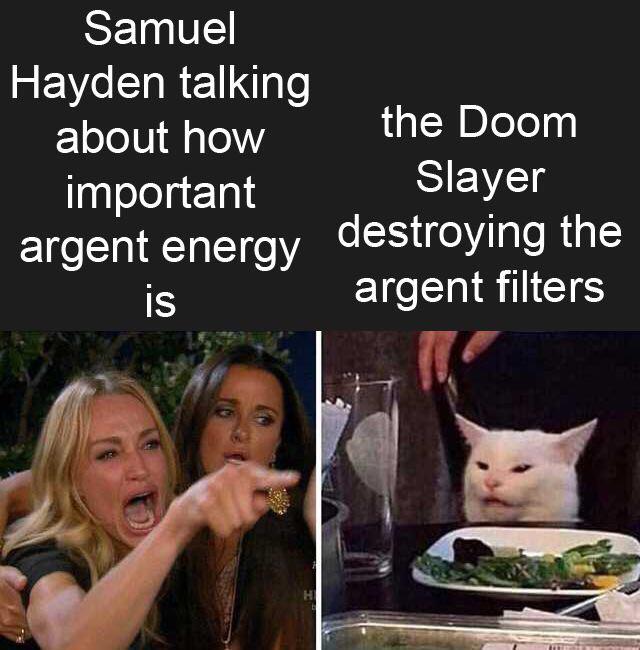 Samuel
Hayden talking
about how
important
argent energy
is
the Doom
Slayer
destroying the
argent filters